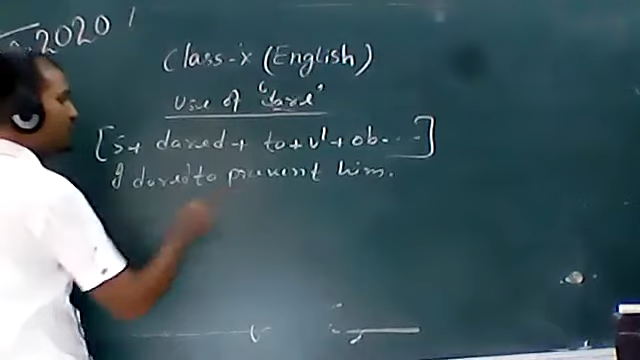 2020
Class-x (English)
Use of "dare"
[S+ dared + to+v¹+ ob....]
I dared to prevent him.